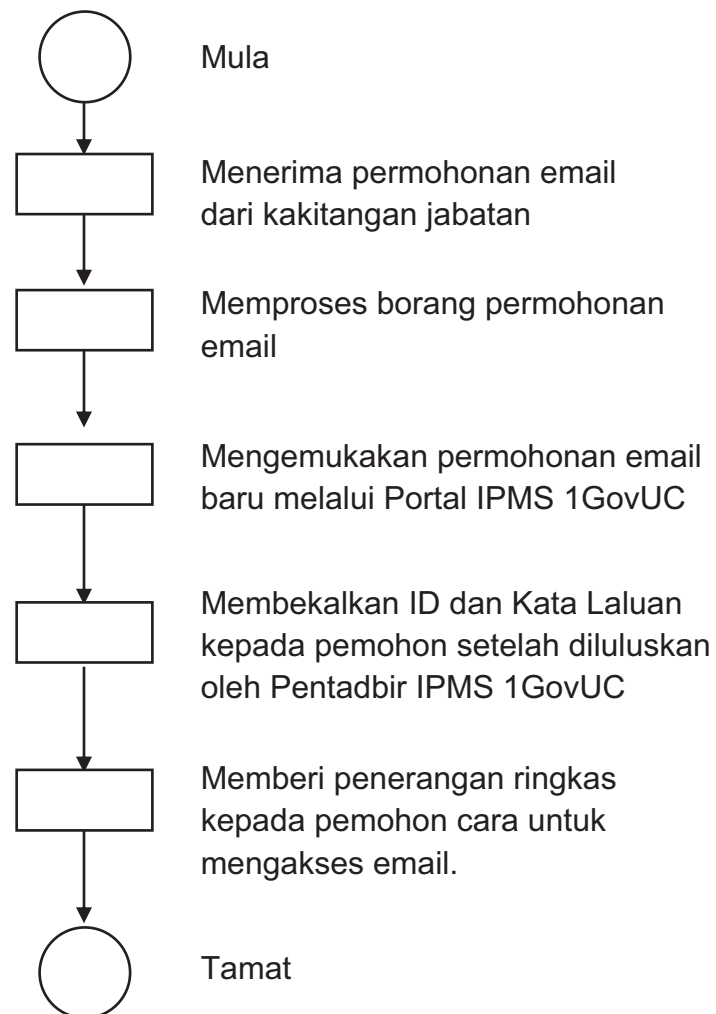 Mula
Menerima permohonan email
dari kakitangan jabatan
Memproses borang permohonan
email
Mengemukakan permohonan email
baru melalui Portal IPMS 1GovUC
Membekalkan ID dan Kata Laluan
kepada pemohon setelah diluluskan
oleh Pentadbir IPMS 1GovUC
Memberi penerangan ringkas
kepada pemohon cara untuk
mengakses email.
Tamat